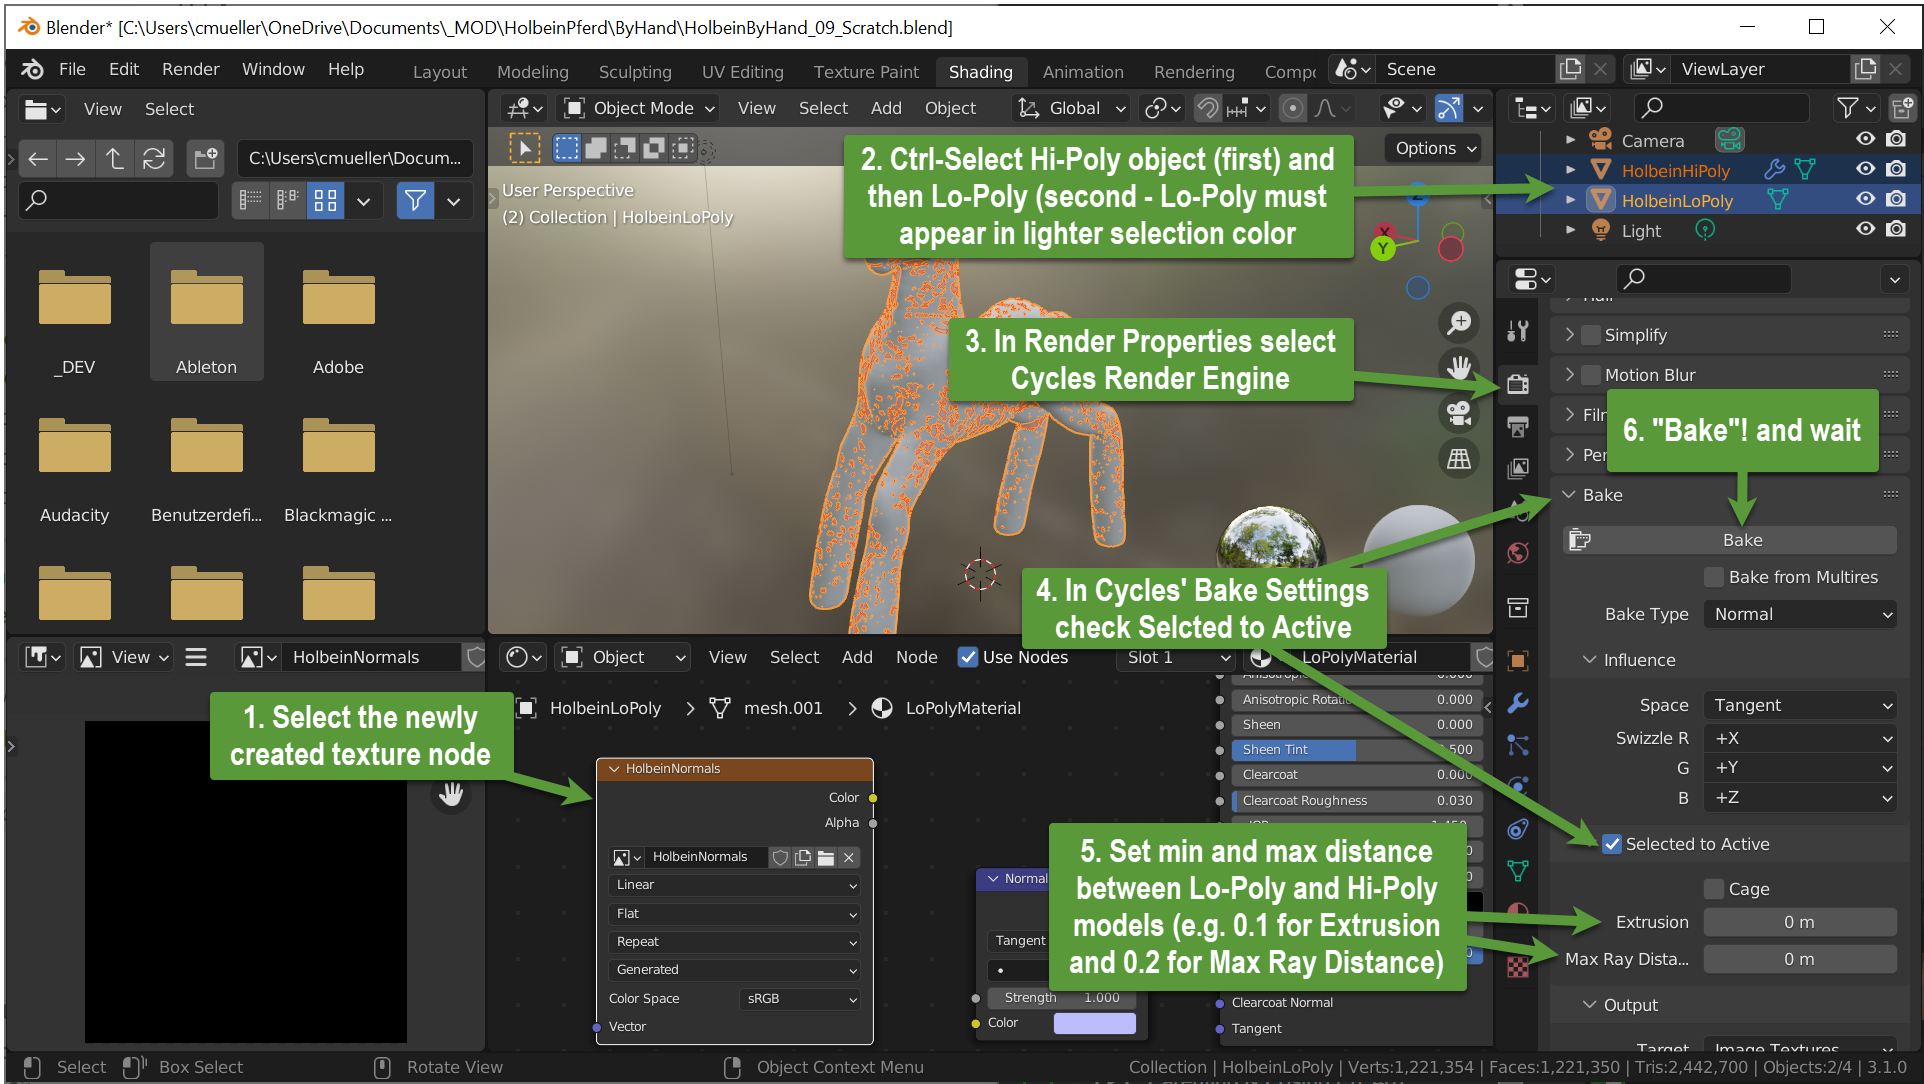 Blender* [C:\Users\cmueller\OneDrive\Documents\_MOD\HolbeinPferd\ByHand\HolbeinByHand_09_Scratch.blend]
File Edit Render Window Help Layout Modeling Sculpting UV Editing Texture Paint Shading Animation Rendering Compo Scene ViewLayer
View Select
Object Mode View Select Add Object Global
C:\Users\cmueller\Docum...
Options
User Perspective
(2) Collection | HolbeinLoPoly
2. Ctrl-Select Hi-Poly object (first) and
then Lo-Poly (second - Lo-Poly must
appear in lighter selection color
Z
X
Y
Camera
HolbeinHiPoly
HolbeinLoPoly
Light
_DEV Ableton Adobe
Audacity Benutzerdefi... Blackmagic ...
3. In Render Properties select
Cycles Render Engine
Simplify
Motion Blur
6. "Bake"! and wait
Bake
Bake
Bake from Multires
Bake Type Normal
Influence
Space Tangent
Swizzle R +X
G +Y
B +Z
Selected to Active
Cage
Extrusion 0 m
Max Ray Dista... 0 m
Output
Target Image Textures
4. In Cycles' Bake Settings
check Selcted to Active
View HolbeinNormals
Object View Select Add Node Use Nodes Slot 1 LoPolyMaterial
HolbeinLoPoly mesh.001 LoPolyMaterial
1. Select the newly
created texture node
HolbeinNormals
Color
Alpha
HolbeinNormals
Linear
Flat
Repeat
Generated
Color Space sRGB
Vector
0.000
Anisotropic Rotatio 0.000
Sheen 0.000
Sheen Tint .500
Clearcoat 0.000
Clearcoat Roughness 0.030
5. Set min and max distance
between Lo-Poly and Hi-Poly
models (e.g. 0.1 for Extrusion
and 0.2 for Max Ray Distance)
Normal
Tangent
Strength 1.000
Color
Clearcoat Normal
Tangent
Select Box Select Rotate View Object Context Menu
Collection | HolbeinLoPoly | Verts:1,221,354 | Faces:1,221,350 | Tris:2,442,700 | Objects:2/4 | 3.1.0